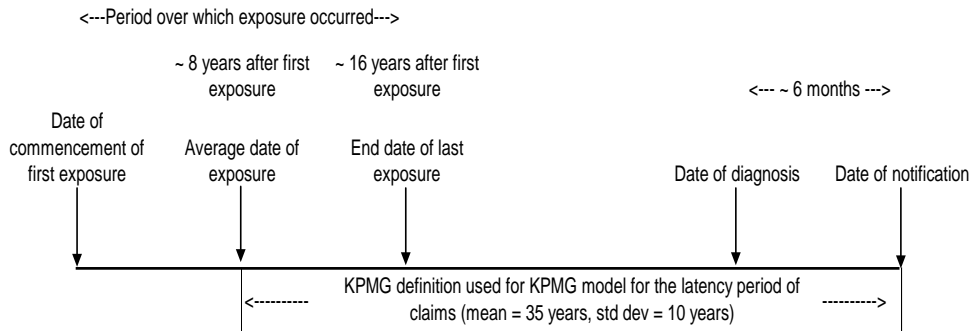 <---Period over which exposure occurred--->
~ 8 years after first
exposure
~ 16 years after first
exposure
<--- ~ 6 months --->
Date of
commencement of
first exposure
Average date of
exposure
End date of last
exposure
Date of diagnosis
Date of notification
<----------
KPMG definition used for KPMG model for the latency period of
claims (mean = 35 years, std dev = 10 years)
---------->